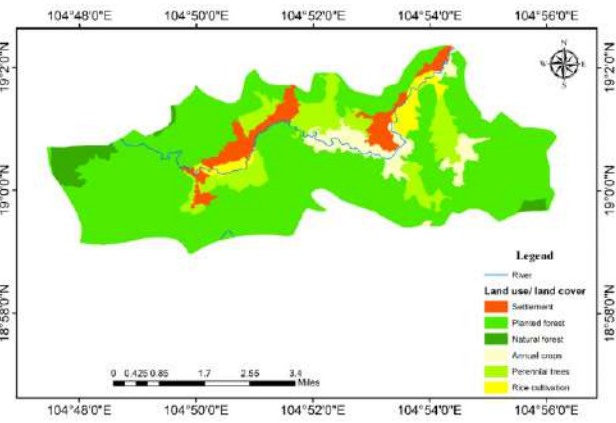 104°48'0"E 104°50'0"E 104°52'0"E 104°54'0"E 104°56'0"E
19°2'0"N 19°2'0"N
N
W E
S
19°0'0"N 19°0'0"N
Legend
River
Land use/ land cover
Settlement
Planted forest
18°58'0"N 18°58'0"N
Natural forest
Annual crops
Perennial trees
Rice cultivation
0 0.425 0.85 1.7 2.55 3.4
Miles
104°48'0"E 104°50'0"E 104°52'0"E 104°54'0"E 104°56'0"E